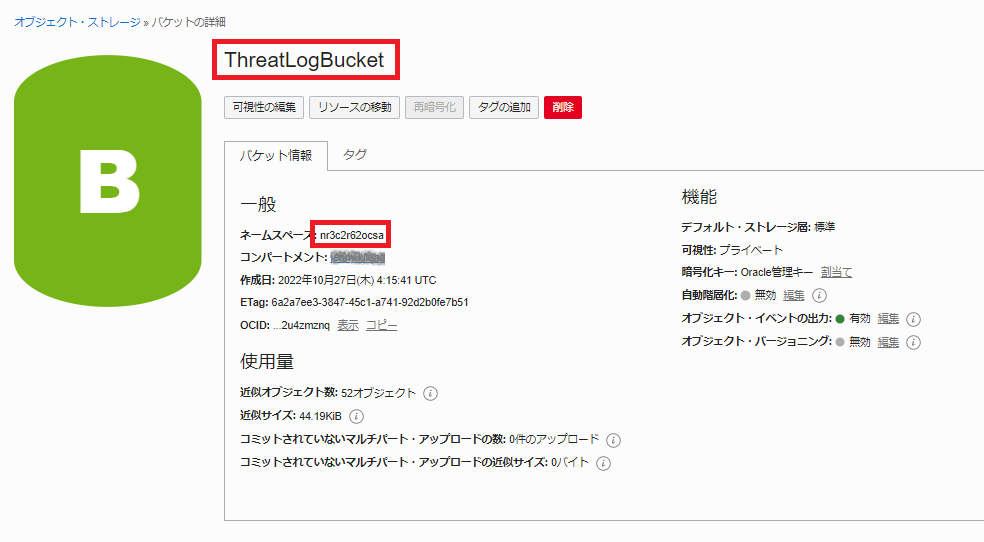 オブジェクト・ストレージ » バケットの詳細
B
ThreatLogBucket
可視性の編集 リソースの移動 再暗号化 タグの追加 削除
バケット情報 タグ
一般
ネームスペース: nr3c2r62ocsa
コンパートメント:
作成日: 2022年10月27日(木) 4:15:41 UTC
ETag: 6a2a7ee3-3847-45c1-a741-92d2b0fe7b51
OCID: ...2u4zmznq 表示 コピー
使用量
近似オブジェクト数: 52オブジェクト
近似サイズ: 44.19KiB
コミットされていないマルチパート・アップロードの数: 0件のアップロード
コミットされていないマルチパート・アップロードの近似サイズ: 0バイト
機能
デフォルト・ストレージ層: 標準
可視性: プライベート
暗号化キー: Oracle管理キー 割当て
自動階層化: 無効 編集
オブジェクト・イベントの出力: 有効 編集
オブジェクト・バージョニング: 無効 編集